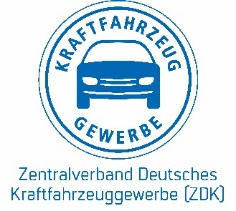 KRAFTFAHRZEUG
GEWERBE
Zentralverband Deutsches
Kraftfahrzeuggewerbe (ZDK)